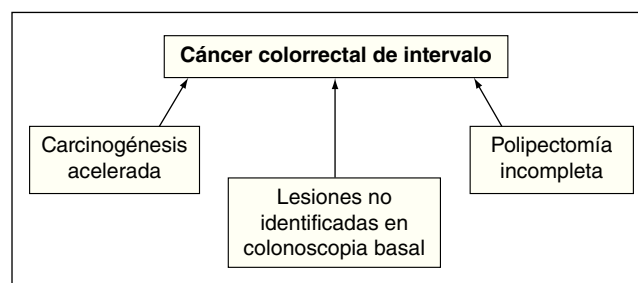 Cáncer colorrectal de intervalo
Carcinogénesis
acelerada
Lesiones no
identificadas en
colonoscopia basal
Polipectomía
incompleta